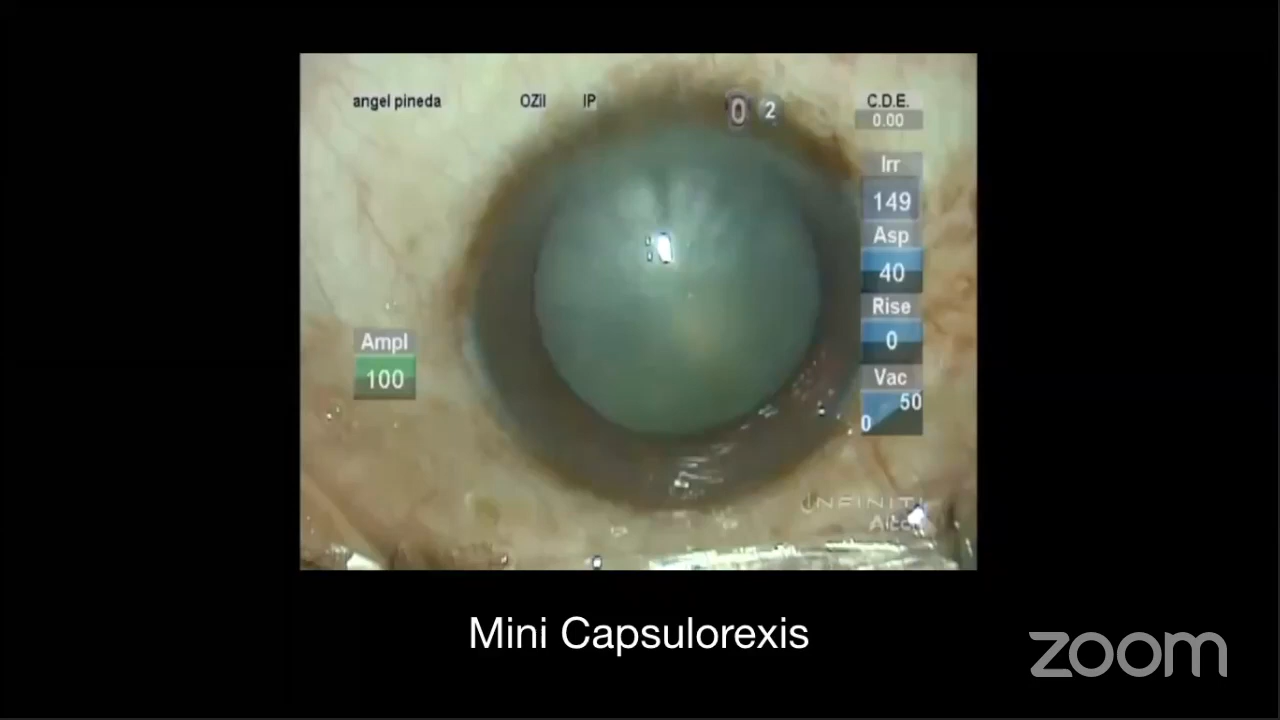 angel pineda OZil IP 0 2 C.D.E.
0.00
Irr
149
Asp
40
Rise
0
Ampl
100
Vac
50
0
INFINITI
Alcon
Mini Capsulorexis
zoom